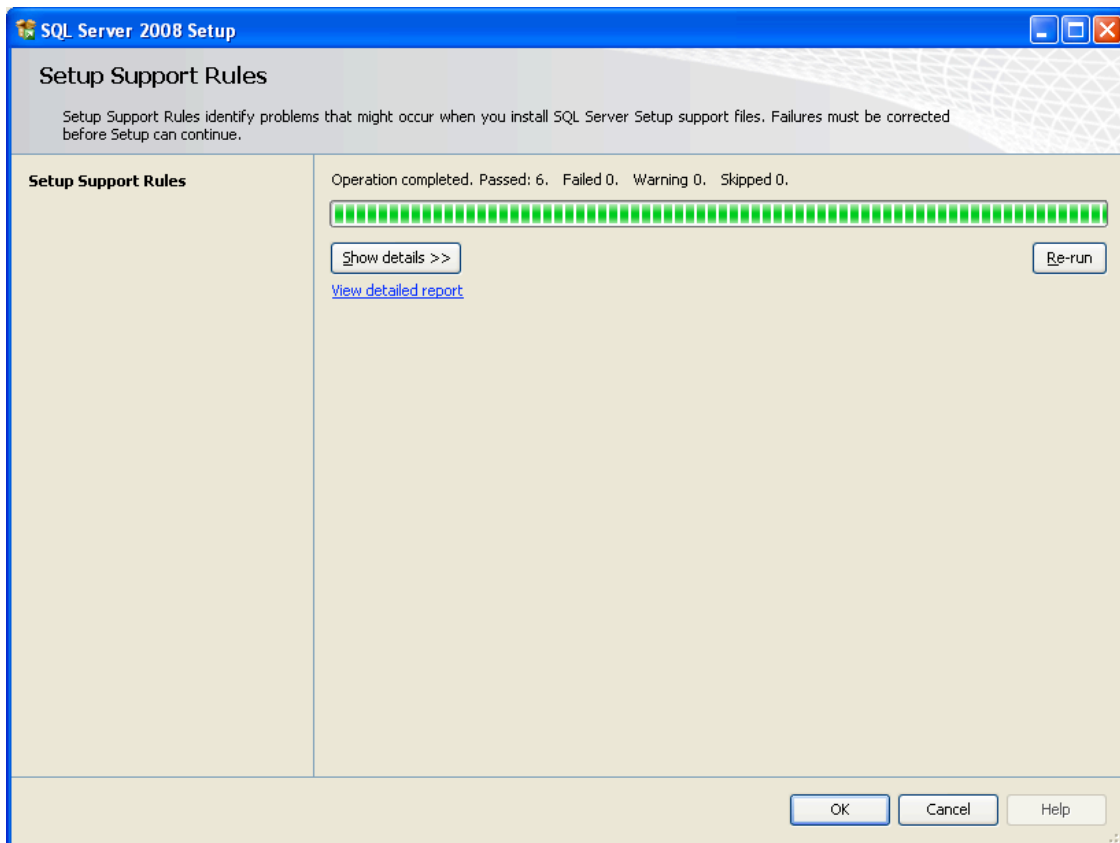 SQL Server 2008 Setup
Setup Support Rules
Setup Support Rules identify problems that might occur when you install SQL Server Setup support files. Failures must be corrected
before Setup can continue.
Setup Support Rules
Operation completed. Passed: 6. Failed 0. Warning 0. Skipped 0.
Show details >>
Re-run
View detailed report
OK
Cancel
Help